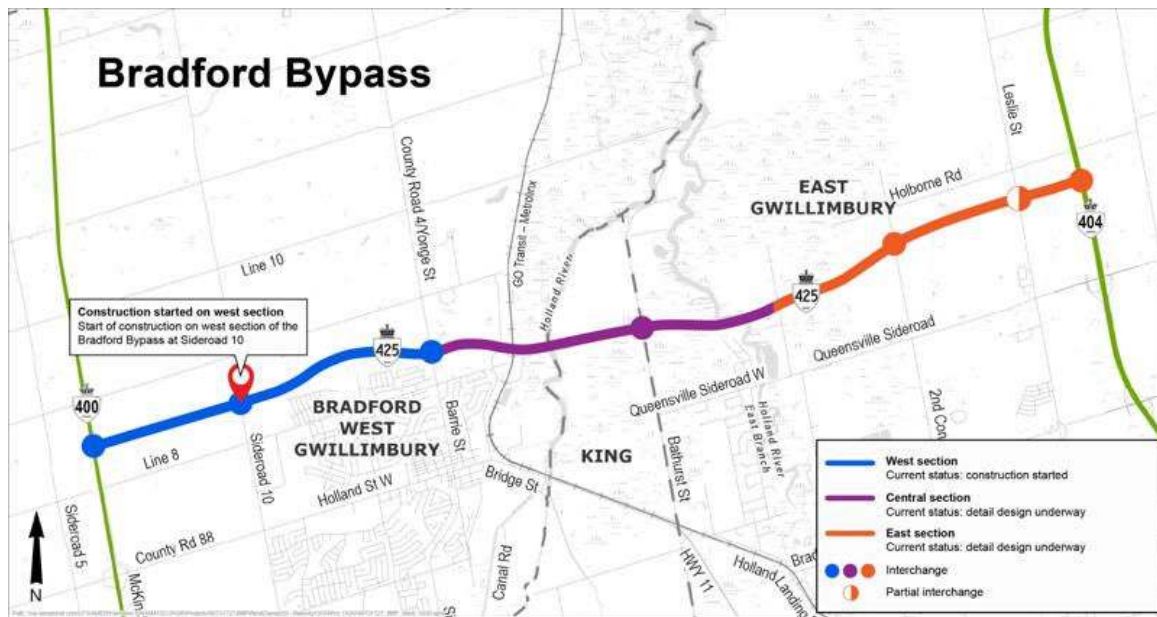 Bradford Bypass
Leslie St
County Road 4/Yonge St
GO Transit – Metrolinx
Holland River
EAST
GWILLIMBURY
Holborne Rd
404
Line 10
Construction started on west section
Start of construction on west section of the
Bradford Bypass at Sideroad 10
425
425
400
Queensville Sideroad
Queensville Sideroad W
BRADFORD
WEST
GWILLIMBURY
Barrie St
Line 8
Sideroad 10
Holland St W
KING
Bridge St
Bathurst St
Holland River
East Branch
2nd Con
Sideroad 5
County Rd 88
Canal Rd
HWY 11
Holland Landing
N
West section
Current status: construction started
Central section
Current status: detail design underway
East section
Current status: detail design underway
Interchange
Partial interchange